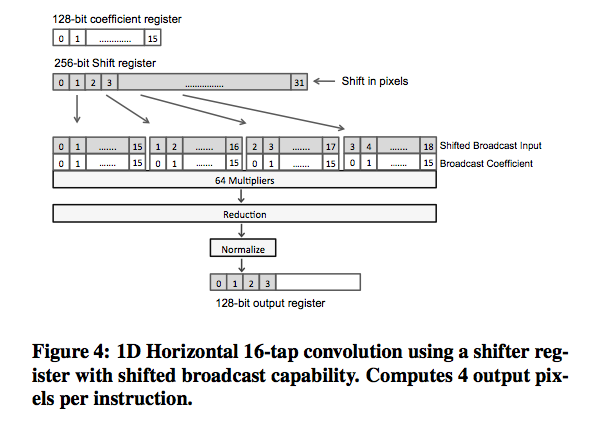 128-bit coefficient register
0 1 .............. 15
256-bit Shift register
0 1 2 3 ................. 31 Shift in pixels
0 1 ....... 15 1 2 ....... 16 2 3 ....... 17 3 4 ....... 18 Shifted Broadcast Input
0 1 ....... 15 0 1 ....... 15 0 1 ....... 15 0 1 ....... 15 Broadcast Coefficient
64 Multipliers
Reduction
Normalize
0 1 2 3
128-bit output register
Figure 4: 1D Horizontal 16-tap convolution using a shifter reg-
ister with shifted broadcast capability. Computes 4 output pix-
els per instruction.